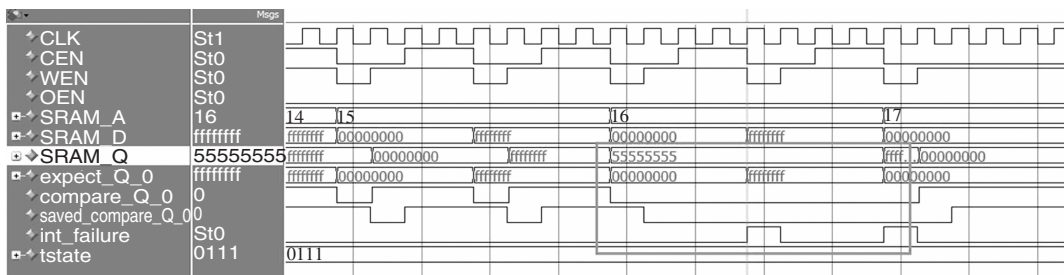 Msgs
CLK St1
CEN St0
WEN St0
OEN St0
SRAM_A 16 14 15 16 17
SRAM_D ffffffff ffffffff 00000000 ffffffff 00000000 ffffffff 00000000
SRAM_Q 55555555 ffffffff 00000000 ffffffff 55555555 ffff... 00000000
expect_Q_0 ffffffff ffffffff 00000000 ffffffff 00000000 ffffffff 00000000
compare_Q_0 0
saved_compare_Q_0 0
int_failure St0
tstate 0111 0111